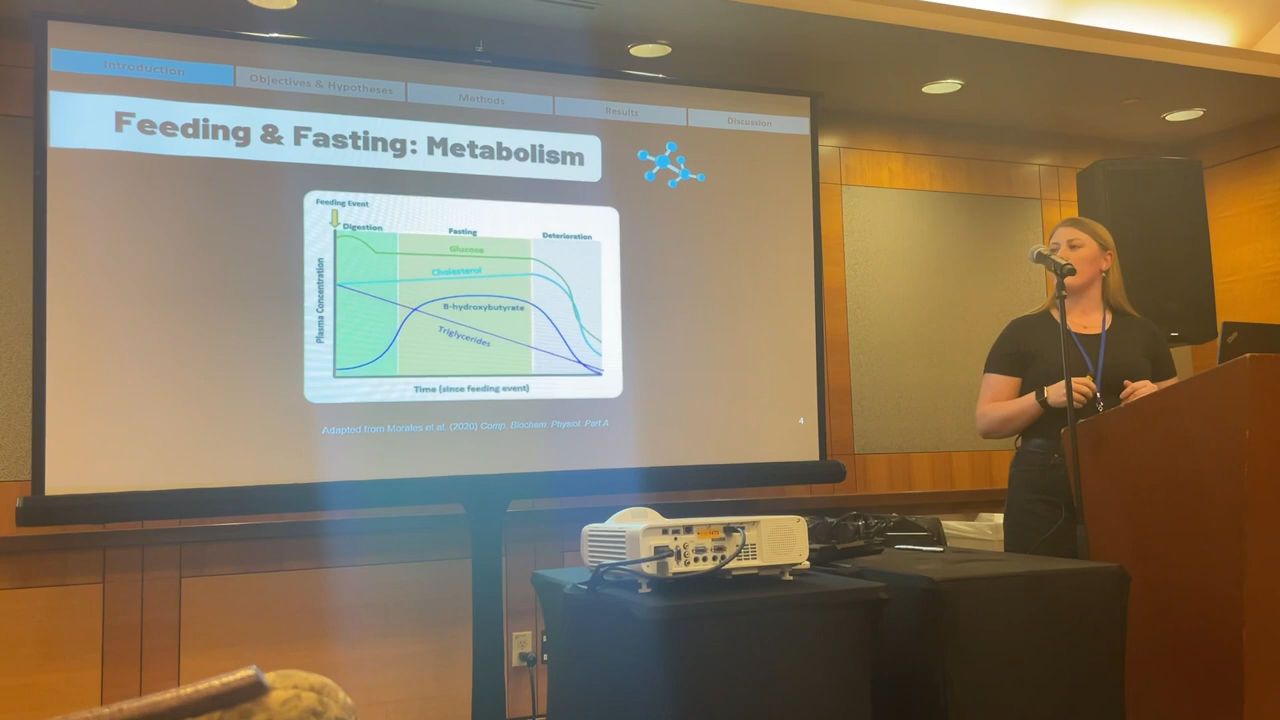 Introduction
Objectives & Hypotheses
Methods
Results
Discussion
Feeding & Fasting: Metabolism
Feeding Event
Digestion
Fasting
Deterioration
Glucose
Cholesterol
B-hydroxybutyrate
Triglycerides
Plasma Concentration
Time (since feeding event)
Adapted from Morales et al. (2020) Comp. Biochem. Physiol. Part A
4